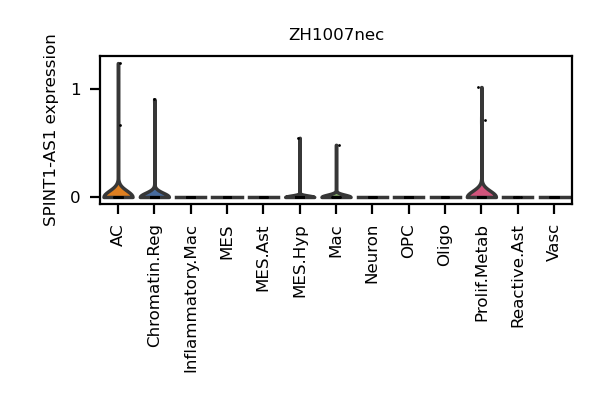 ZH1007nec
SPINT1-AS1 expression
1
0
AC
Chromatin.Reg
Inflammatory.Mac
MES
MES.Ast
MES.Hyp
Mac
Neuron
OPC
Oligo
Prolif.Metab
Reactive.Ast
Vasc